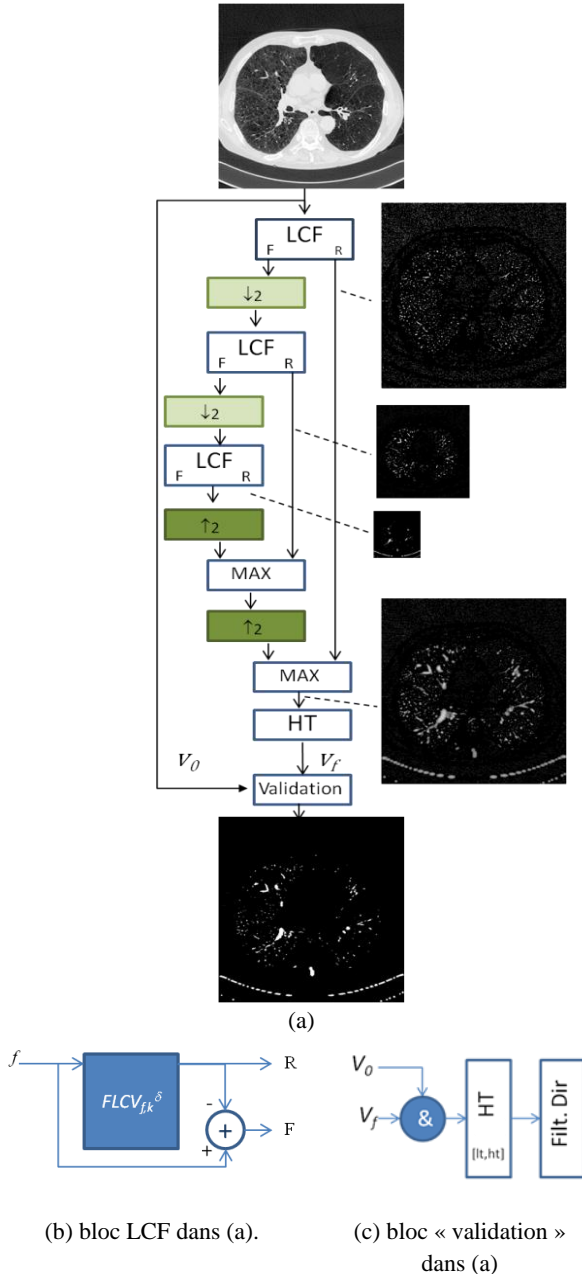 LCF
F R
↓2
LCF
F R
↓2
LCF
F R
↑2
MAX
↑2
MAX
HT
V0 Vf
Validation
(a)
f
FLCVf,k δ
R
-
+
+
F
V0
Vf
&
HT
[lt,ht]
Filt. Dir
(b) bloc LCF dans (a).
(c) bloc « validation »
dans (a)